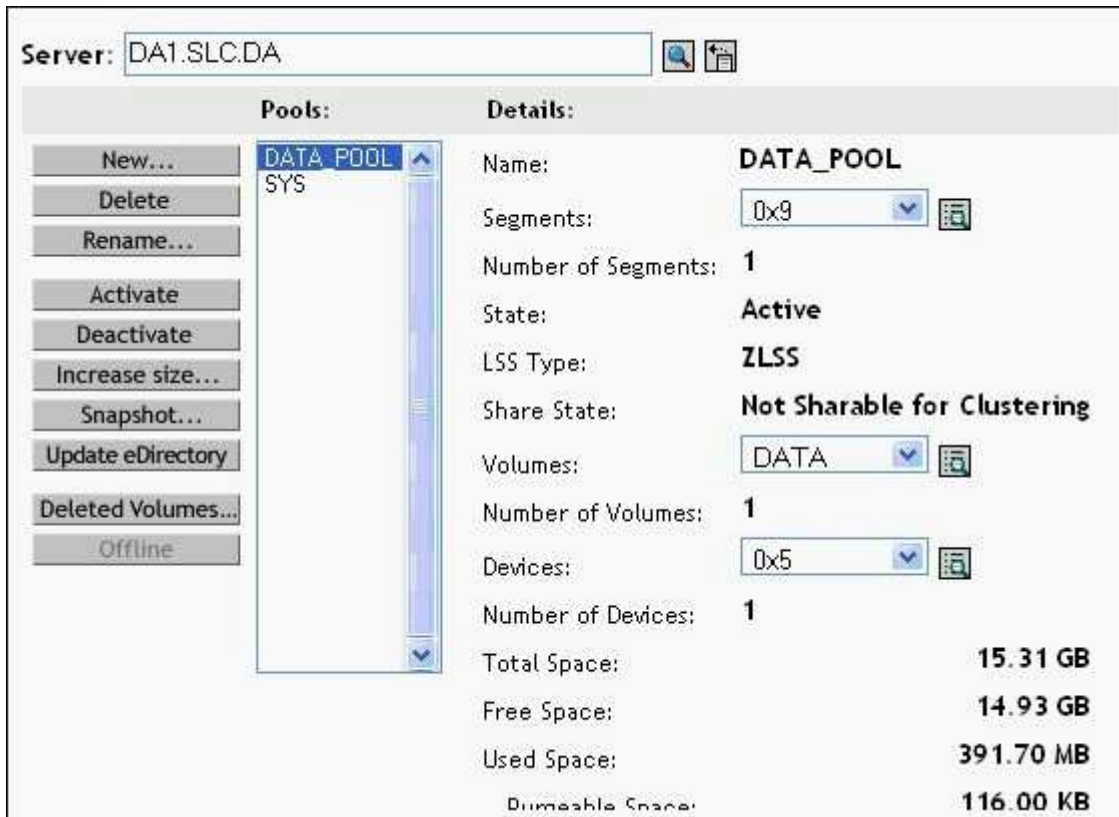 Server: DA1.SLC.DA
Pools: Details:
New...
Delete
Rename...
Activate
Deactivate
Increase size...
Snapshot...
Update eDirectory
Deleted Volumes...
Offline
DATA_POOL
SYS
Name: DATA_POOL
Segments: 0x9
Number of Segments: 1
State: Active
LSS Type: ZLSS
Share State: Not Sharable for Clustering
Volumes: DATA
Number of Volumes: 1
Devices: 0x5
Number of Devices: 1
Total Space: 15.31 GB
Free Space: 14.93 GB
Used Space: 391.70 MB
Purgeable Space: 116.00 KB